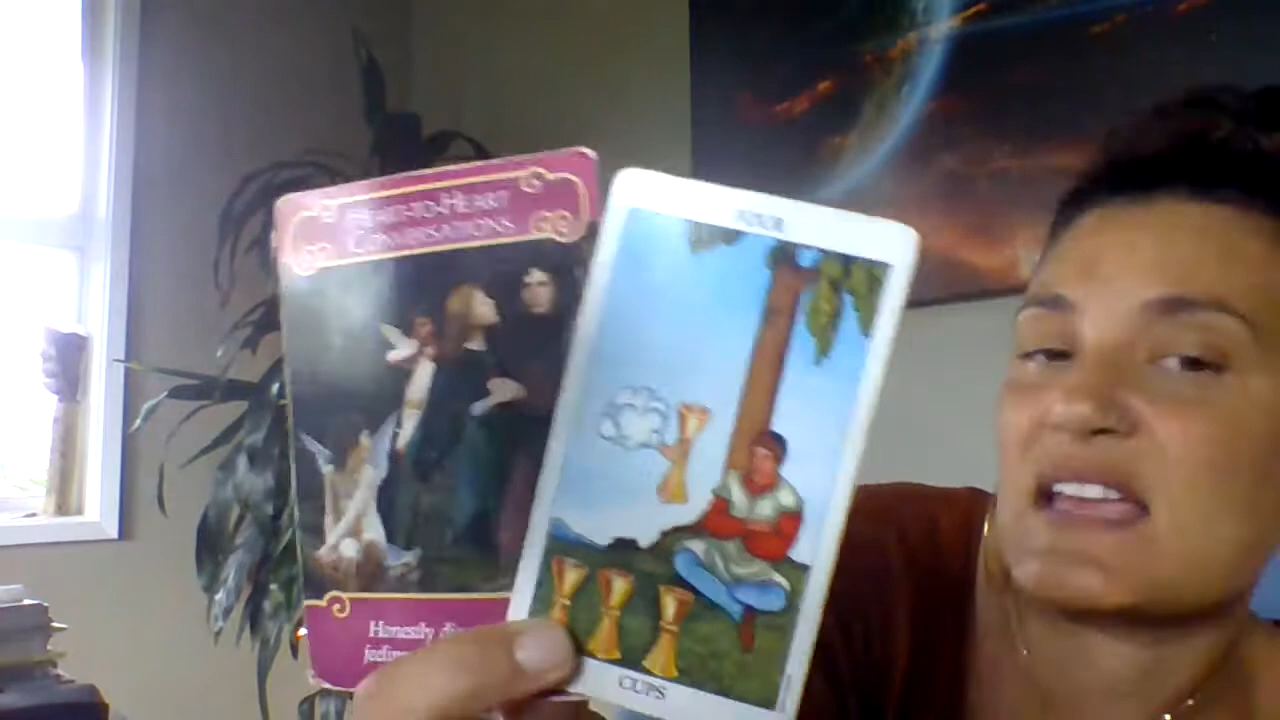 HEART-TO-HEART
CONVERSATIONS
Honestly
FOUR
CUPS